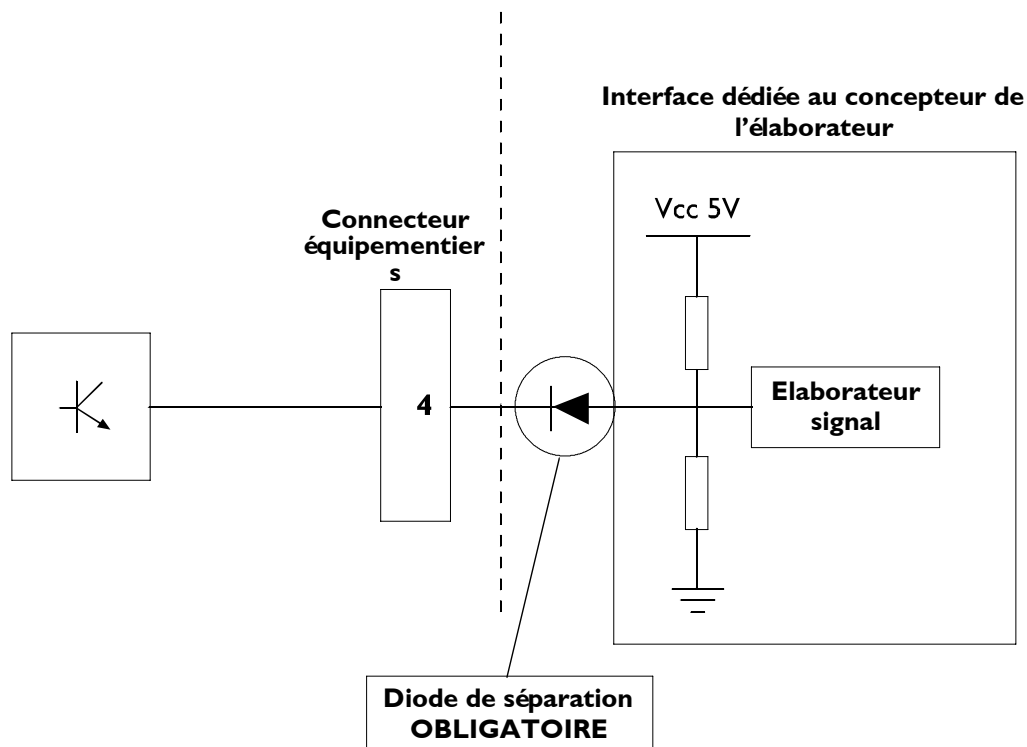 Interface dédiée au concepteur de
l'élaborateur
Vcc 5V
Connecteur
équipementier
s
4
Elaborateur
signal
Diode de séparation
OBLIGATOIRE